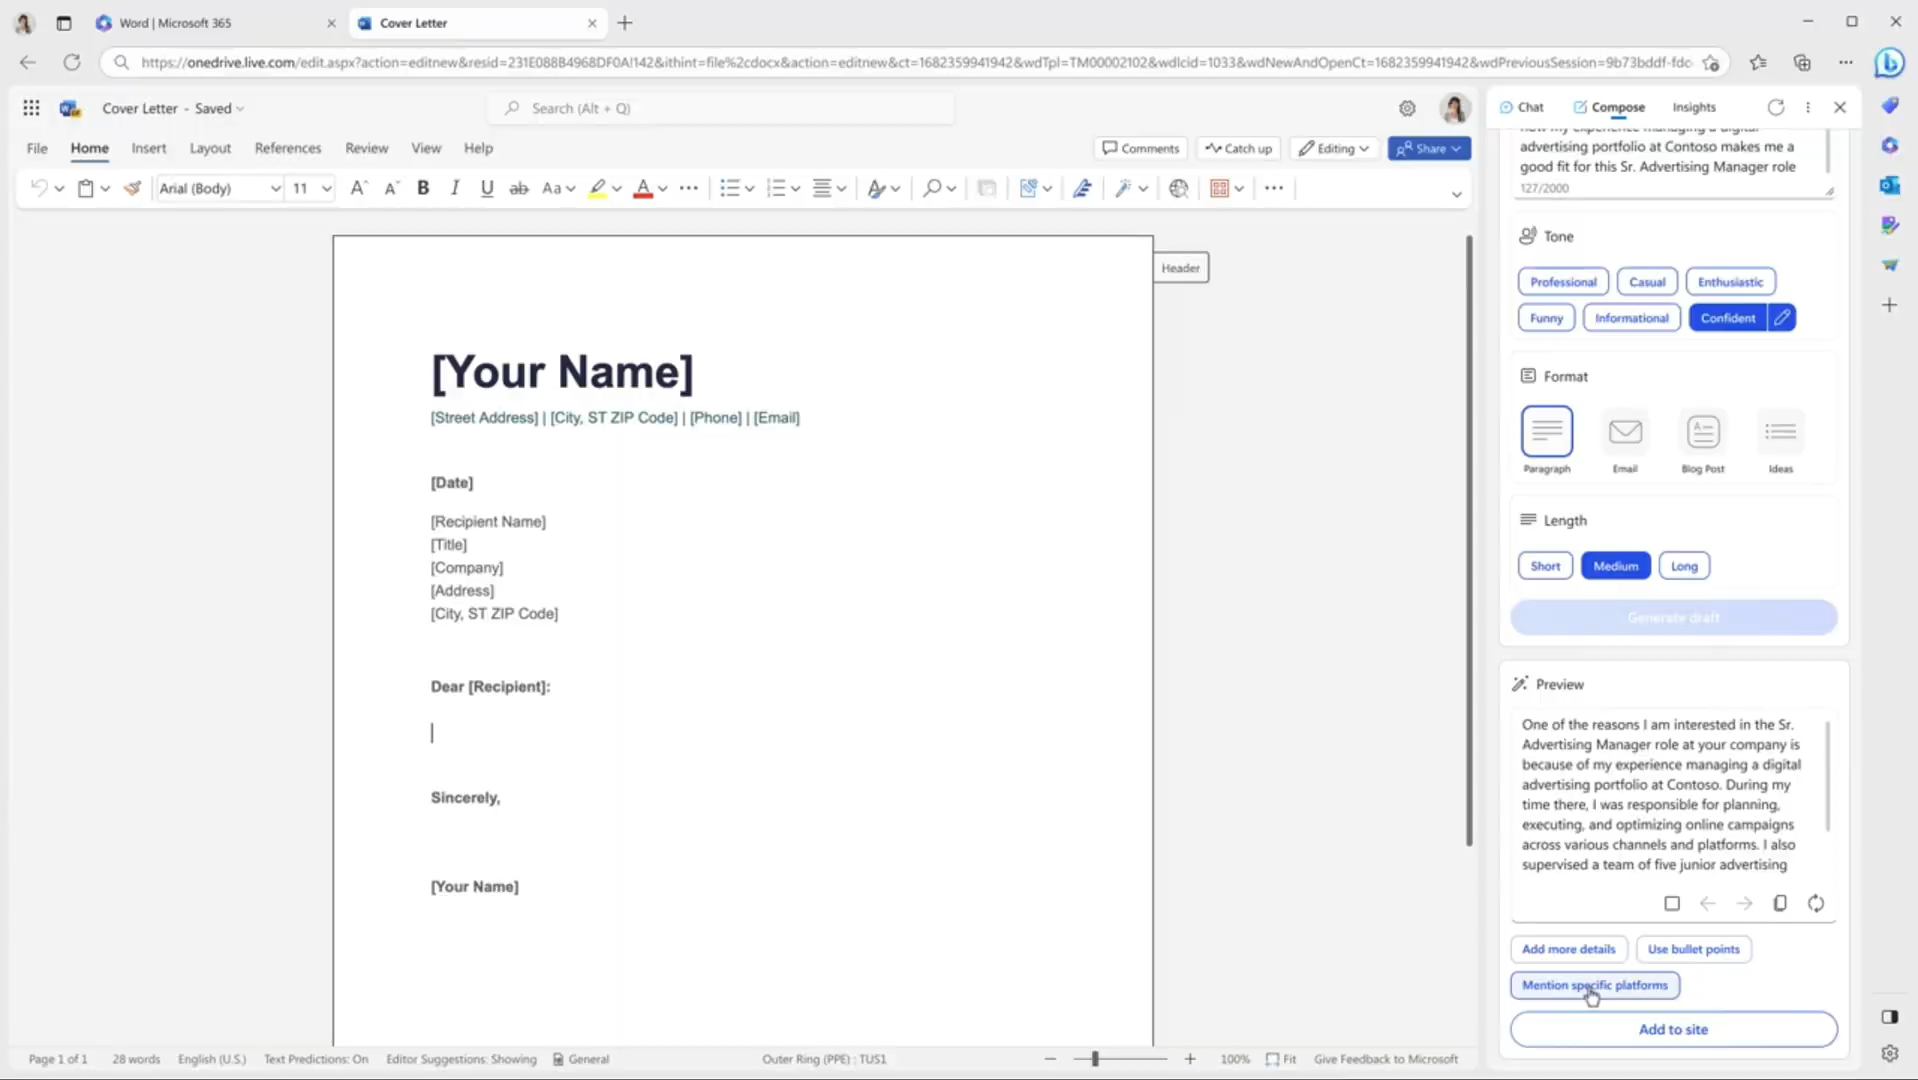 Word | Microsoft 365
Cover Letter
https://onedrive.live.com/edit.aspx?action=editnew&resid=231E088B4968DF0A!142&ithint=file%2cdocx&action=editnew&ct=1682359941942&wdTpl=TM00002102&wdlcid=1033&wdNewAndOpenCt=1682359941942&wdPreviousSession=9b73bddf-fdc
Cover Letter - Saved
Search (Alt + Q)
File Home Insert Layout References Review View Help
Comments Catch up Editing Share
Arial (Body) 11
Header
[Your Name]
[Street Address] | [City, ST ZIP Code] | [Phone] | [Email]
[Date]
[Recipient Name]
[Title]
[Company]
[Address]
[City, ST ZIP Code]
Dear [Recipient]:
Sincerely,
[Your Name]
Page 1 of 1 28 words English (U.S.) Text Predictions: On Editor Suggestions: Showing General Outer Ring (PPE) : TUS1 100% Fit Give Feedback to Microsoft
Chat Compose Insights
how my experience managing a digital
advertising portfolio at Contoso makes me a
good fit for this Sr. Advertising Manager role
127/2000
Tone
Professional Casual Enthusiastic
Funny Informational Confident
Format
Paragraph Email Blog Post Ideas
Length
Short Medium Long
Generate draft
Preview
One of the reasons I am interested in the Sr.
Advertising Manager role at your company is
because of my experience managing a digital
advertising portfolio at Contoso. During my
time there, I was responsible for planning,
executing, and optimizing online campaigns
across various channels and platforms. I also
supervised a team of five junior advertising
Add more details Use bullet points
Mention specific platforms
Add to site